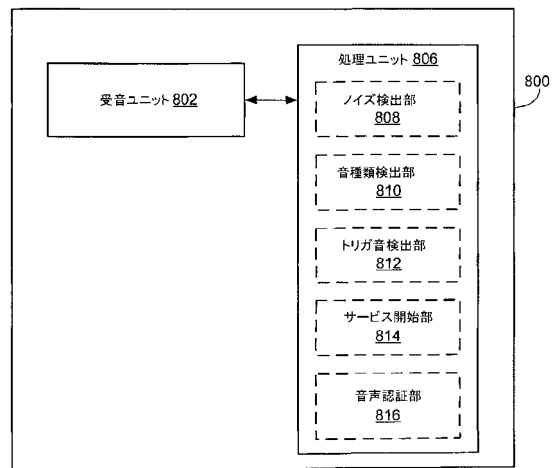 処理ユニット 806
受音ユニット 802
ノイズ検出部
808
音種類検出部
810
トリガ音検出部
812
サービス開始部
814
音声認証部
816
800